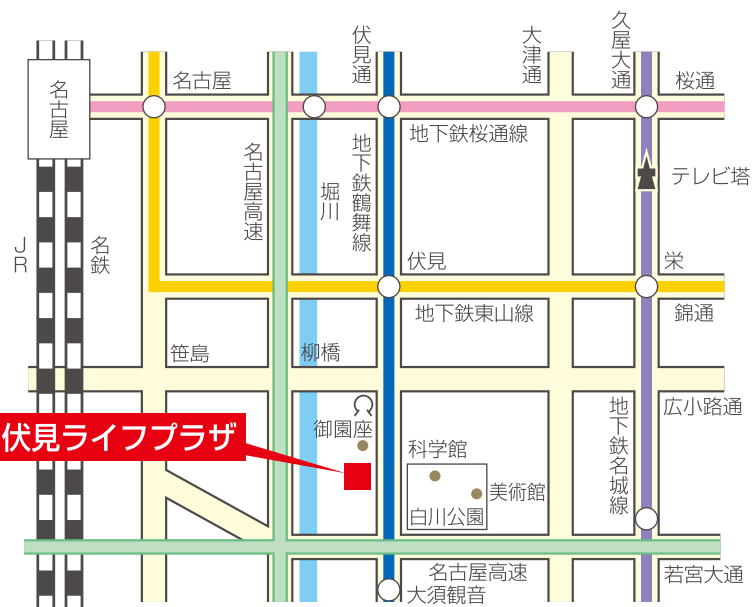 伏見通
大津通
久屋大通
名古屋
名古屋
桜通
地下鉄桜通線
名古屋高速
堀川
地下鉄鶴舞線
テレビ塔
JR
名鉄
伏見
栄
地下鉄東山線
錦通
笹島
柳橋
広小路通
地下鉄名城線
御園座
伏見ライフプラザ
科学館
美術館
白川公園
名古屋高速
若宮大通
大須観音